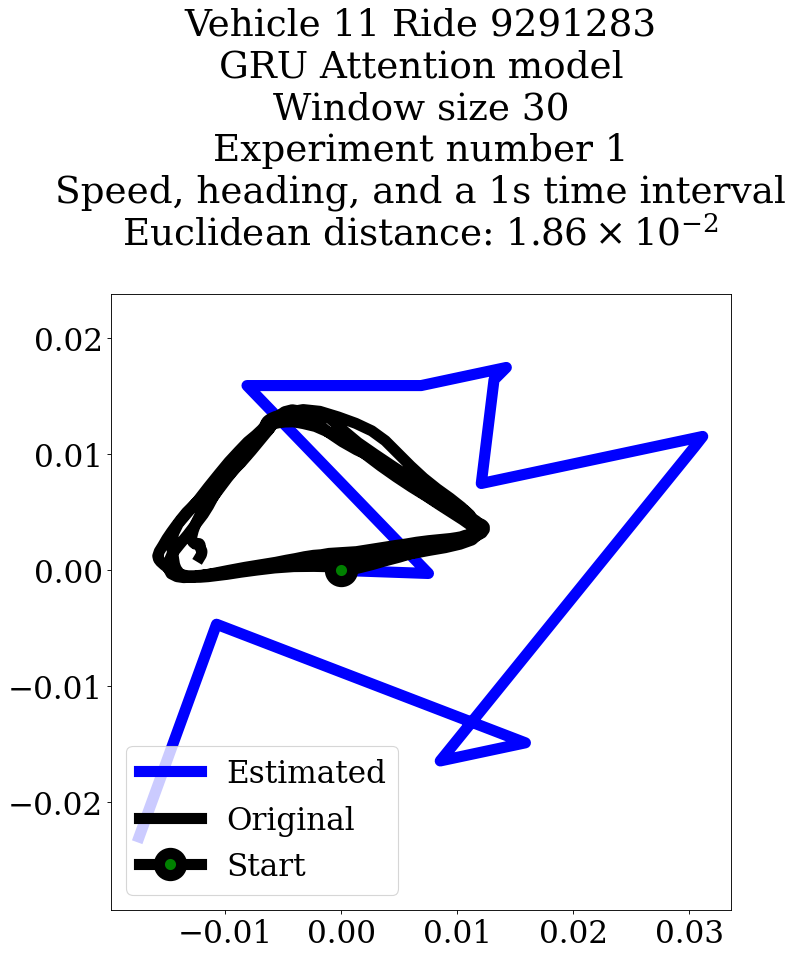 Vehicle 11 Ride 9291283
GRU Attention model
Window size 30
Experiment number 1
Speed, heading, and a 1s time interval
Euclidean distance: 1.86 × 10⁻²
0.02
0.01
0.00
−0.01
−0.02
Estimated
Original
Start
−0.01 0.00 0.01 0.02 0.03